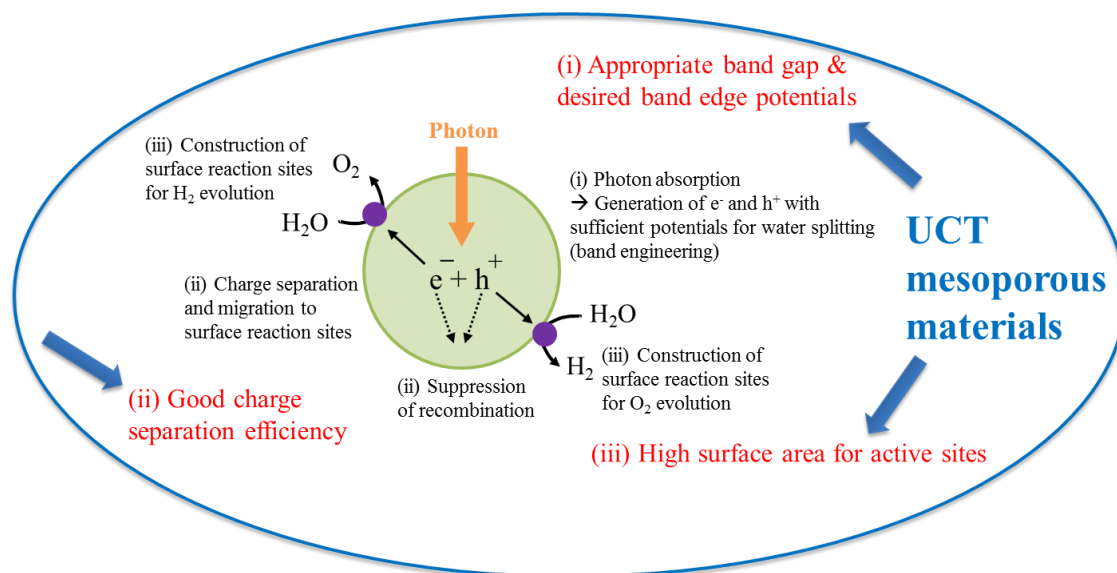 (i) Appropriate band gap &
desired band edge potentials
Photon
(iii) Construction of
surface reaction sites
for H₂ evolution
O₂
H₂O
(i) Photon absorption
→ Generation of e⁻ and h⁺ with
sufficient potentials for water splitting
(band engineering)
UCT
mesoporous
materials
(ii) Charge separation
and migration to
surface reaction sites
e⁻ + h⁺
H₂O
H₂
(iii) Construction of
surface reaction sites
for O₂ evolution
(ii) Suppression
of recombination
(ii) Good charge
separation efficiency
(iii) High surface area for active sites